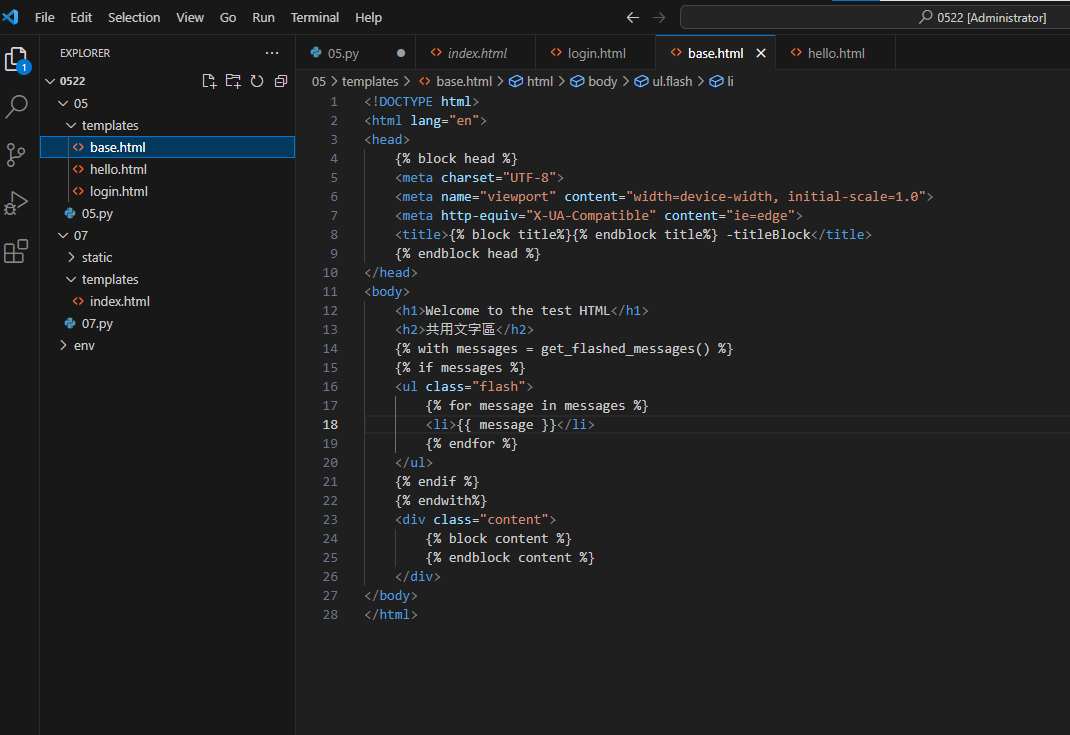 File Edit Selection View Go Run Terminal Help
0522 [Administrator]
1
EXPLORER
0522
05
templates
base.html
hello.html
login.html
05.py
07
static
templates
index.html
07.py
env
05.py index.html login.html base.html hello.html
05 > templates > base.html > html > body > ul.flash > li
1 <!DOCTYPE html>
2 <html lang="en">
3 <head>
4 {% block head %}
5 <meta charset="UTF-8">
6 <meta name="viewport" content="width=device-width, initial-scale=1.0">
7 <meta http-equiv="X-UA-Compatible" content="ie=edge">
8 <title>{% block title%}{% endblock title%} -titleBlock</title>
9 {% endblock head %}
10 </head>
11 <body>
12 <h1>Welcome to the test HTML</h1>
13 <h2>共用文字區</h2>
14 {% with messages = get_flashed_messages() %}
15 {% if messages %}
16 <ul class="flash">
17 {% for message in messages %}
18 <li>{{ message }}</li>
19 {% endfor %}
20 </ul>
21 {% endif %}
22 {% endwith%}
23 <div class="content">
24 {% block content %}
25 {% endblock content %}
26 </div>
27 </body>
28 </html>